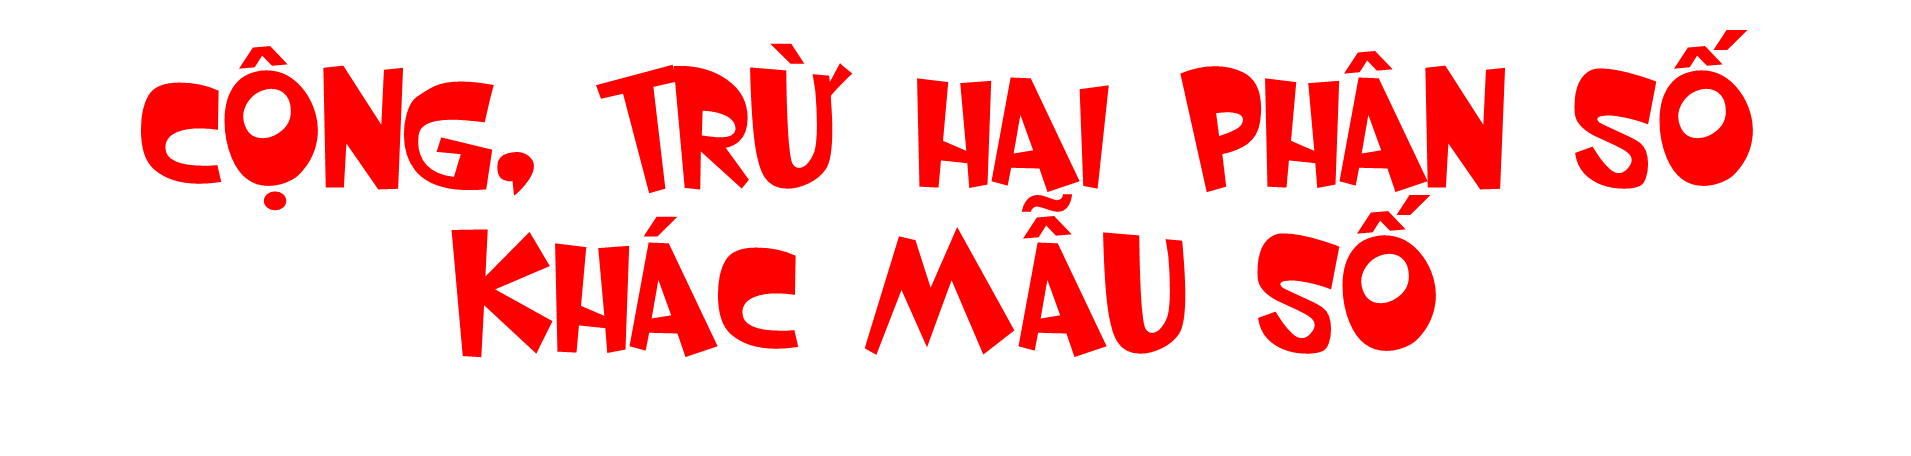 CỘNG, TRỪ HAI PHÂN SỐ
KHÁC MẪU SỐ